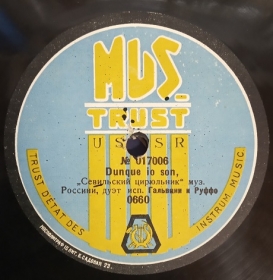 MUS
TRUST
USSR
№ 017006
Dunque io son,
„Севильский цирюльник" муз.
Россини, дуэт исп. Гальвани и Руффо
0660
TRUST D'ÉTAT DES
INSTRUM. MUSIC